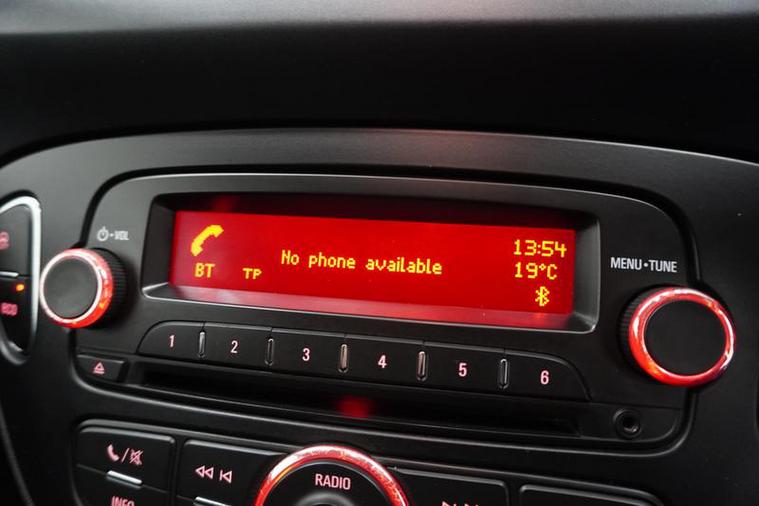 VOL
13:54
No phone available
BT TP
19°C
MENU•TUNE
1 2 3 4 5 6
eco
RADIO
INFO